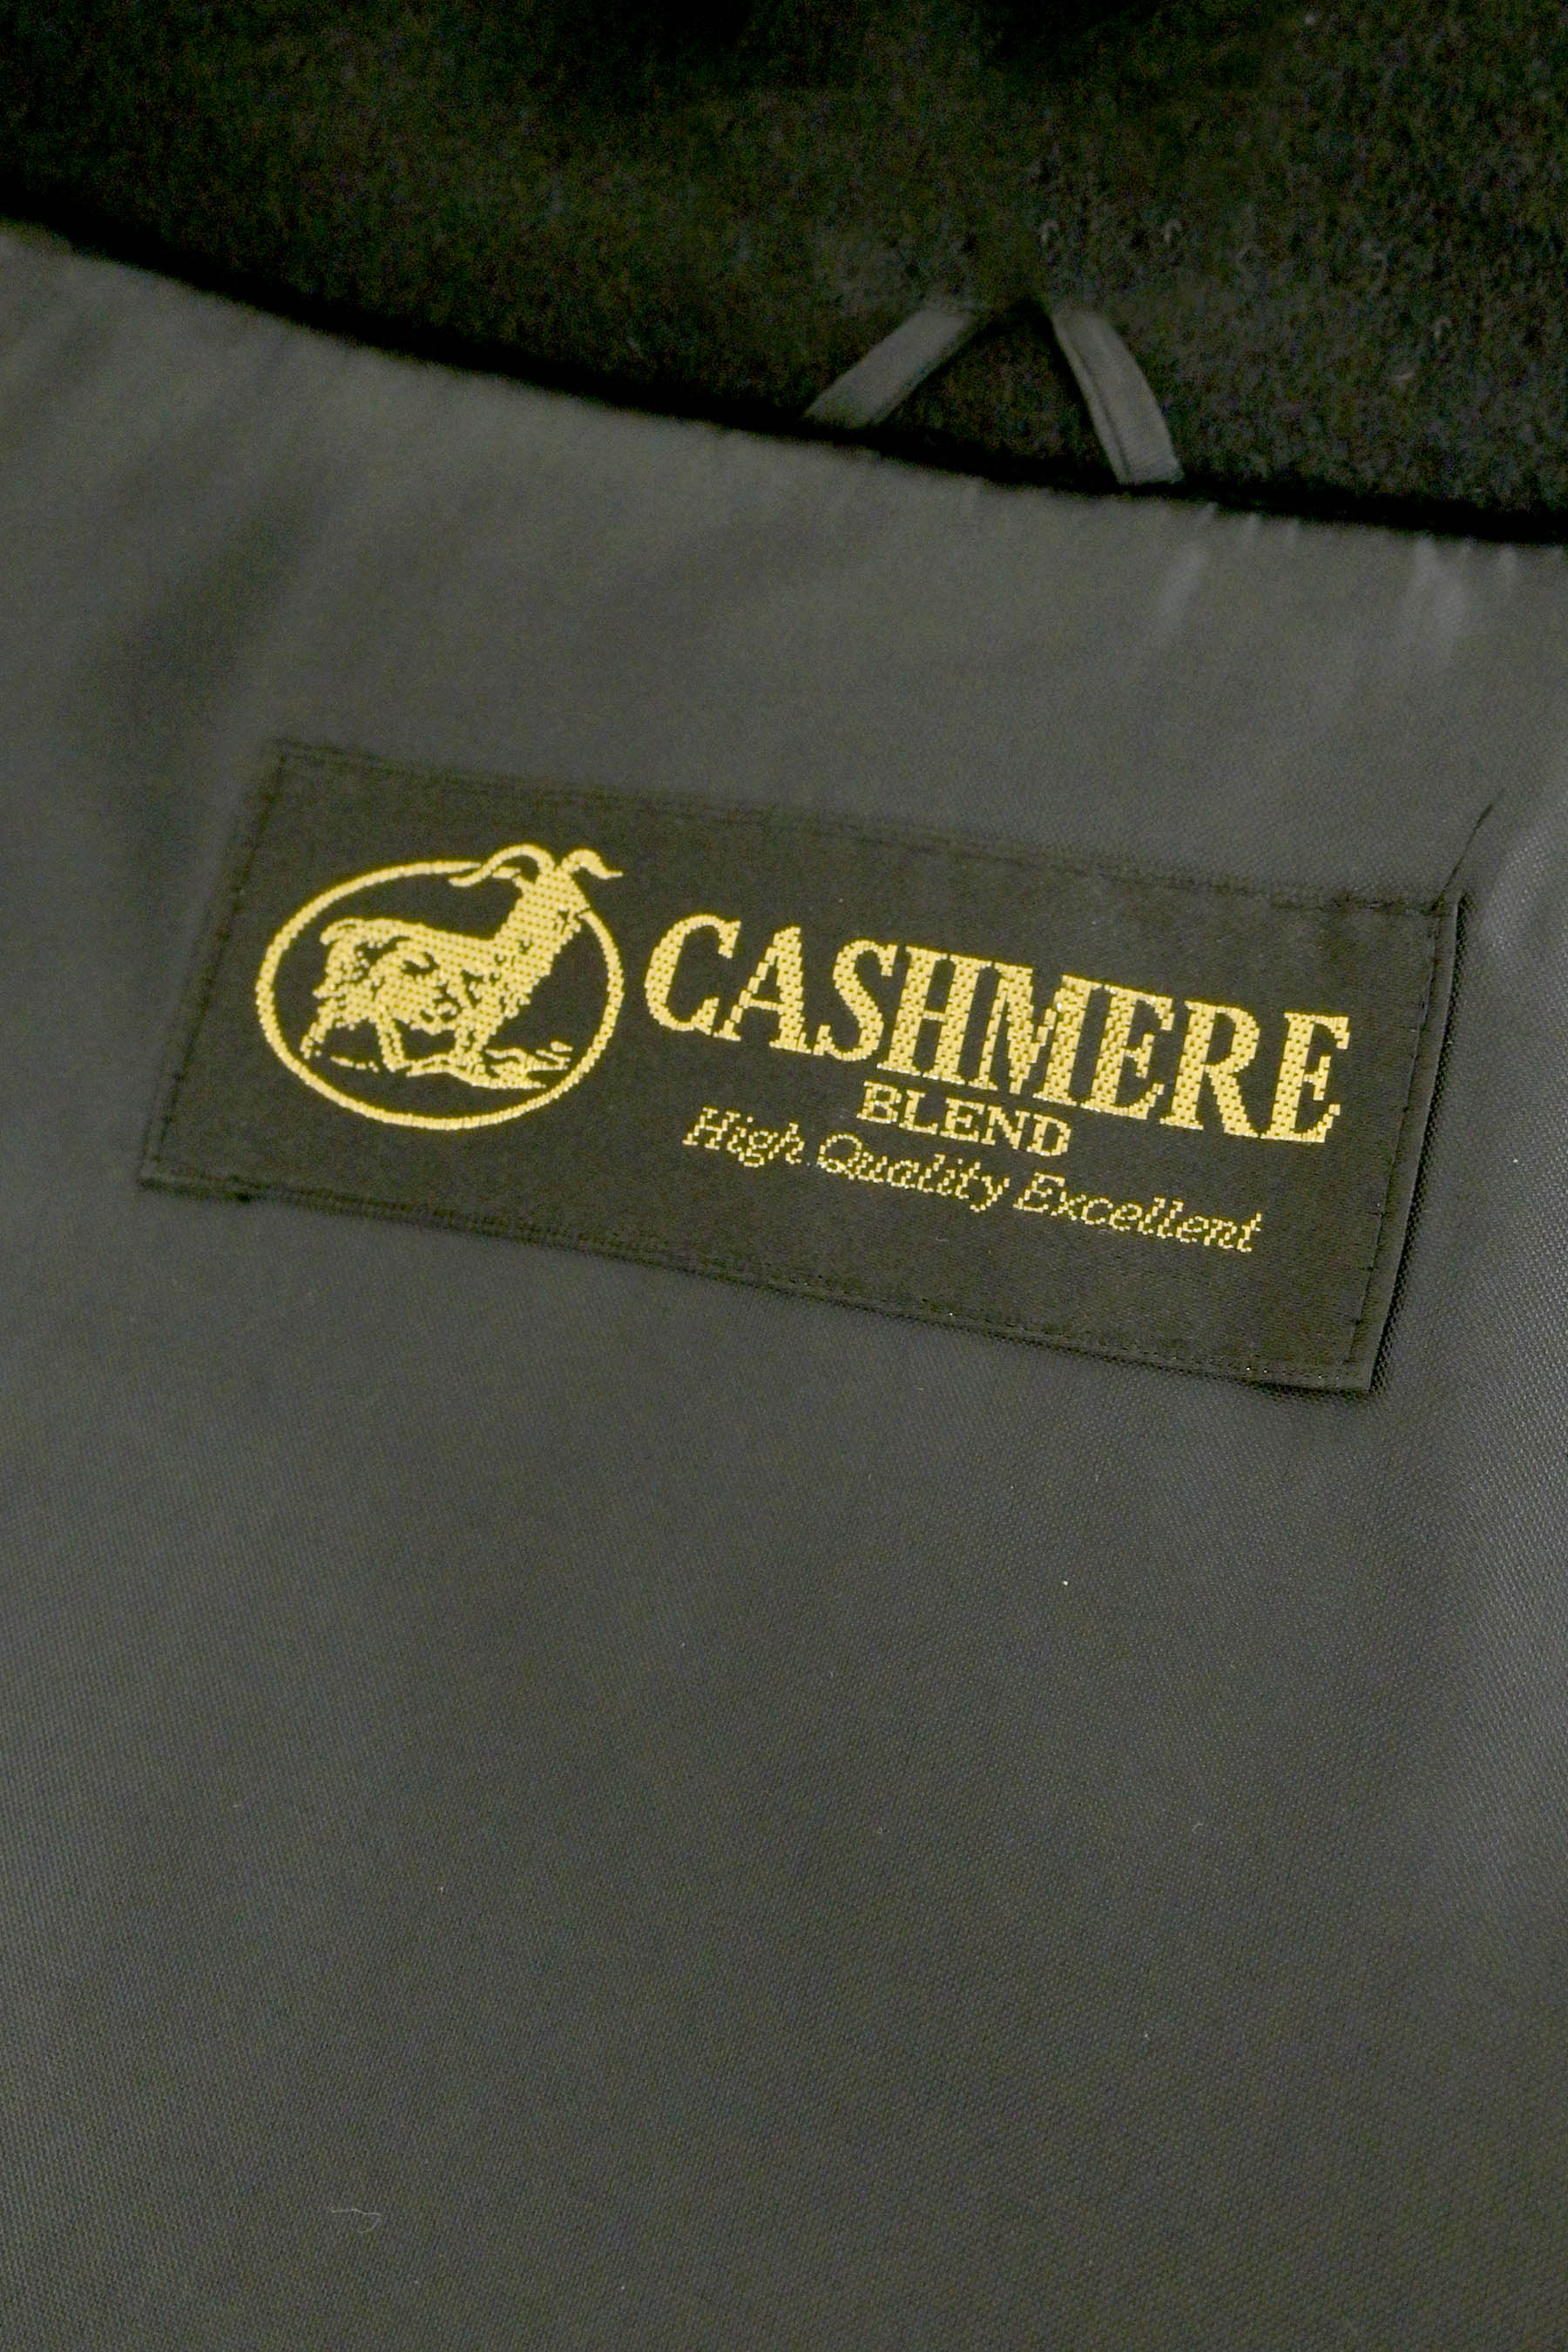 CASHMERE
BLEND
High Quality Excellent